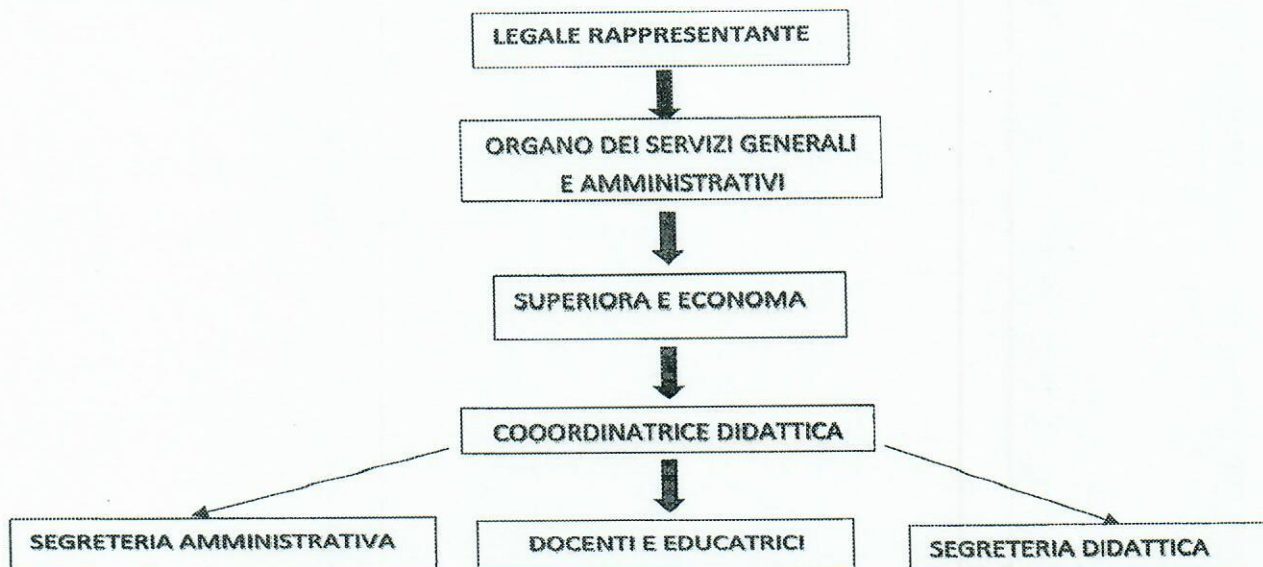 LEGALE RAPPRESENTANTE
ORGANO DEI SERVIZI GENERALI
E AMMINISTRATIVI
SUPERIORA E ECONOMA
COOORDINATRICE DIDATTICA
SEGRETERIA AMMINISTRATIVA
DOCENTI E EDUCATRICI
SEGRETERIA DIDATTICA